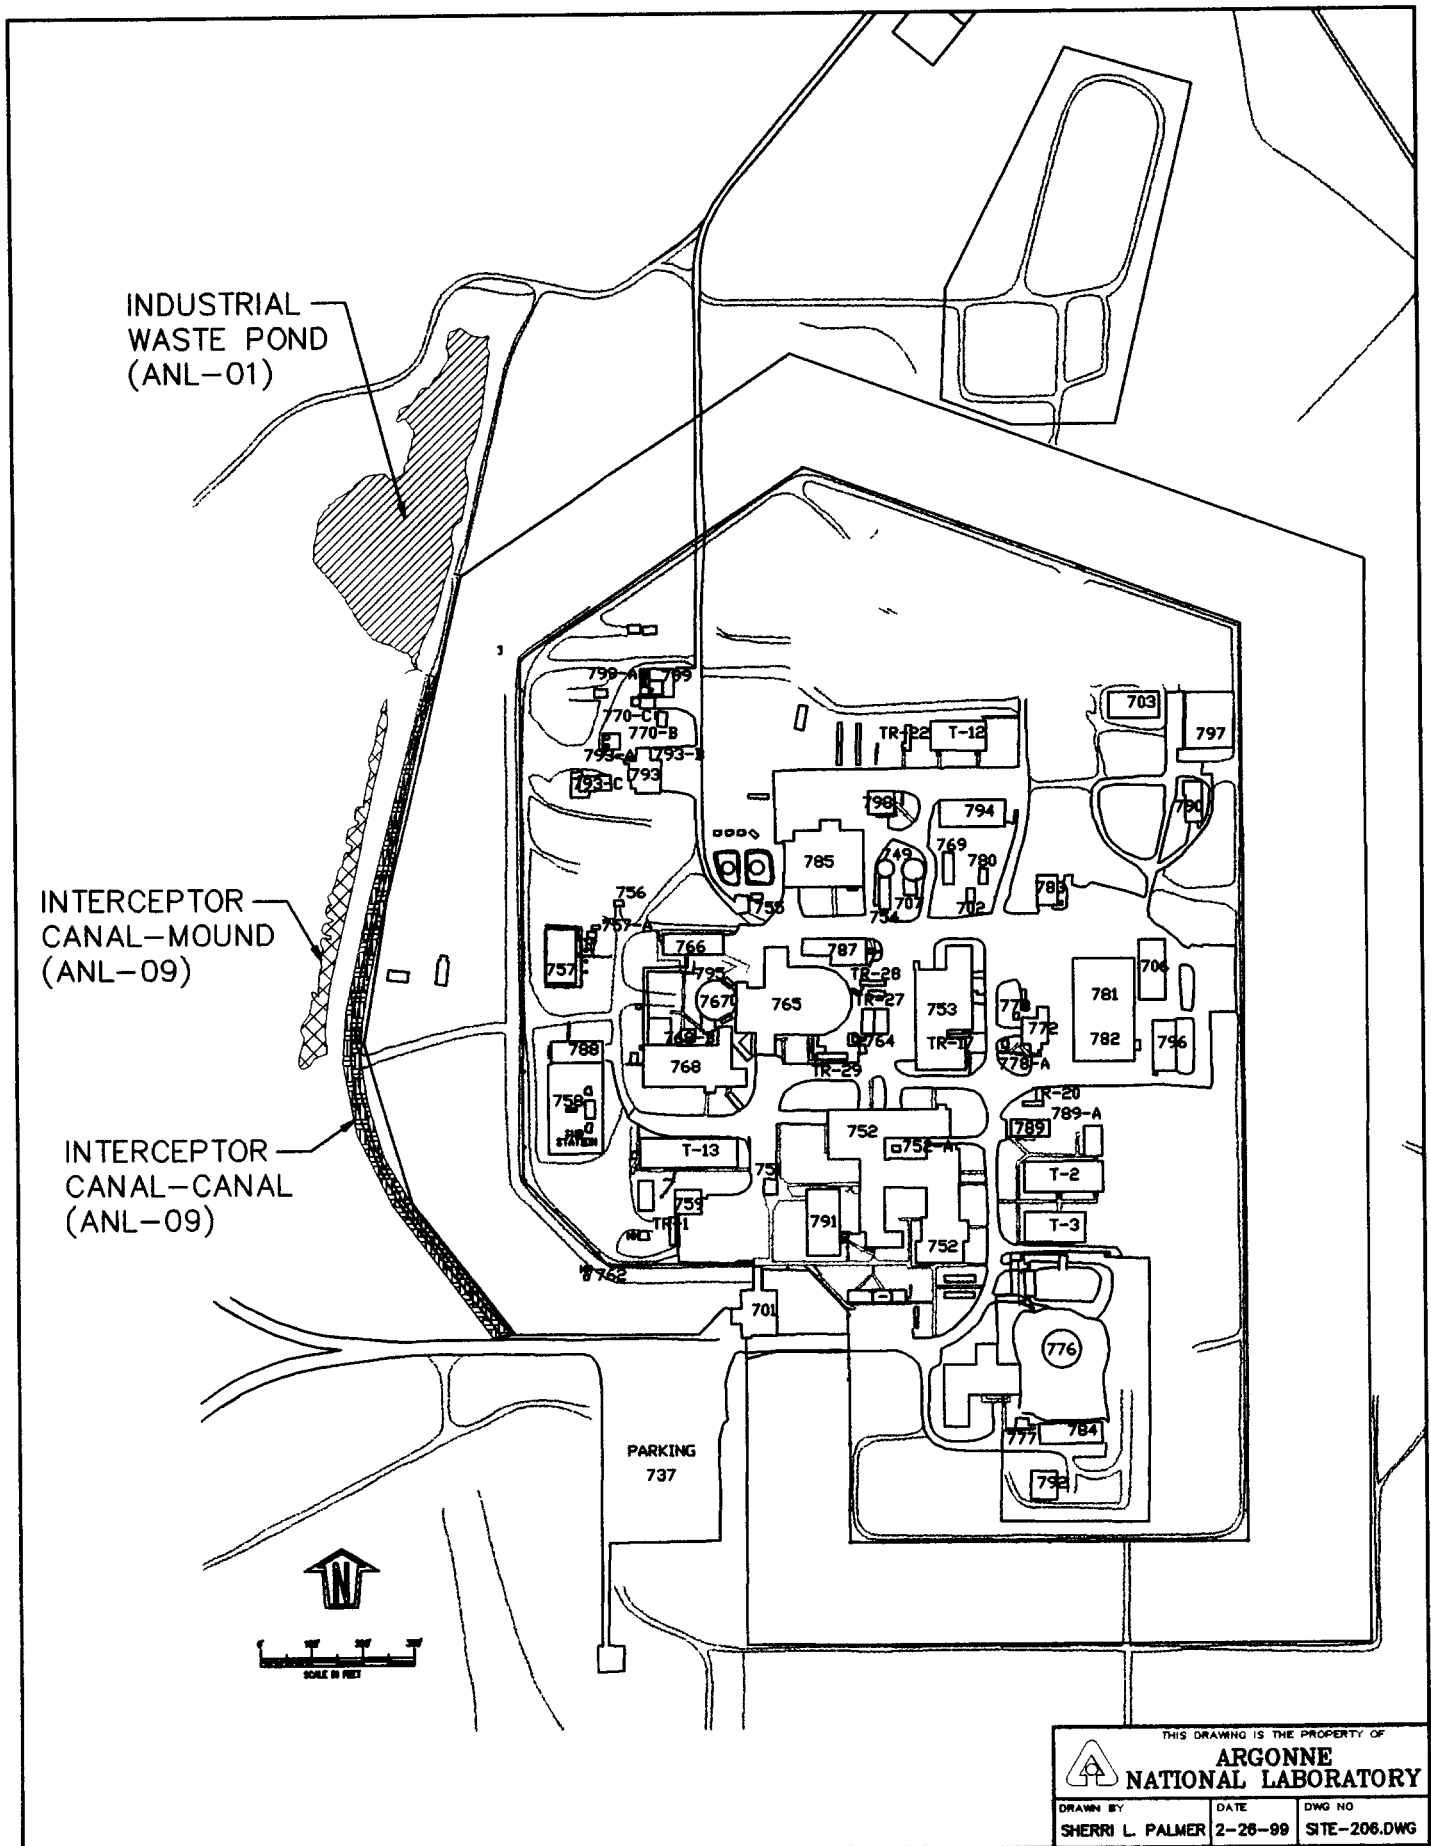 INDUSTRIAL
WASTE POND
(ANL-01)
3
799-A
799
770-C
770-B
793-A
793-B
793-C
793
703
797
TR-22
T-12
790
798
794
785
749
769
780
707
754
702
783
756
755
757-A
757
766
795
767
765
787
TR-28
TR-27
753
764
TR-17
772
778-A
781
782
706
796
INTERCEPTOR
CANAL-MOUND
(ANL-09)
788
768
TR-29
758
SUB
STATION
752
752-A
789
789-A
INTERCEPTOR
CANAL-CANAL
(ANL-09)
T-13
T-2
759
791
T-3
752
762
701
776
777
784
792
PARKING
737
N
SCALE IN FEET
THIS DRAWING IS THE PROPERTY OF
ARGONNE
NATIONAL LABORATORY
DRAWN BY
SHERRI L. PALMER
DATE
2-26-99
DWG NO
SITE-206.DWG